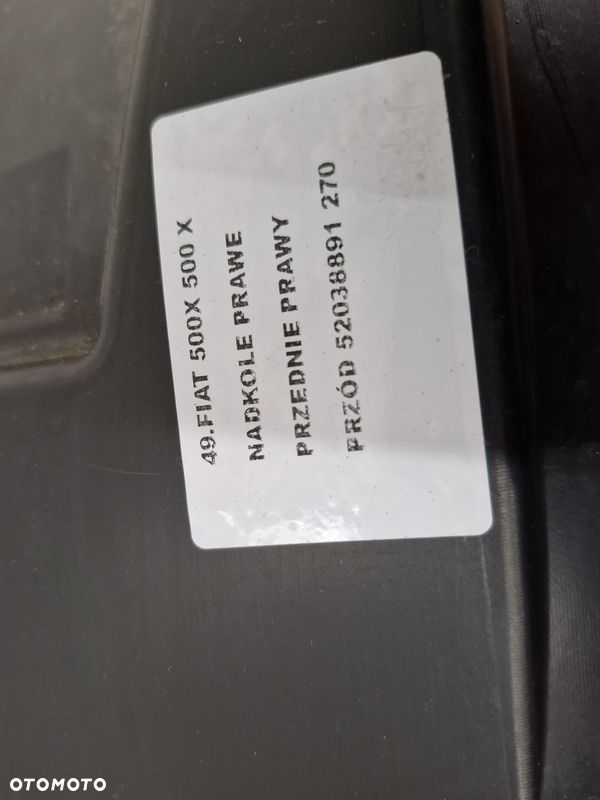 49.FIAT 500X 500 X
NADKOLE PRAWE
PRZEDNIE PRAWY
PRZÓD 52038891 270
OTOMOTO